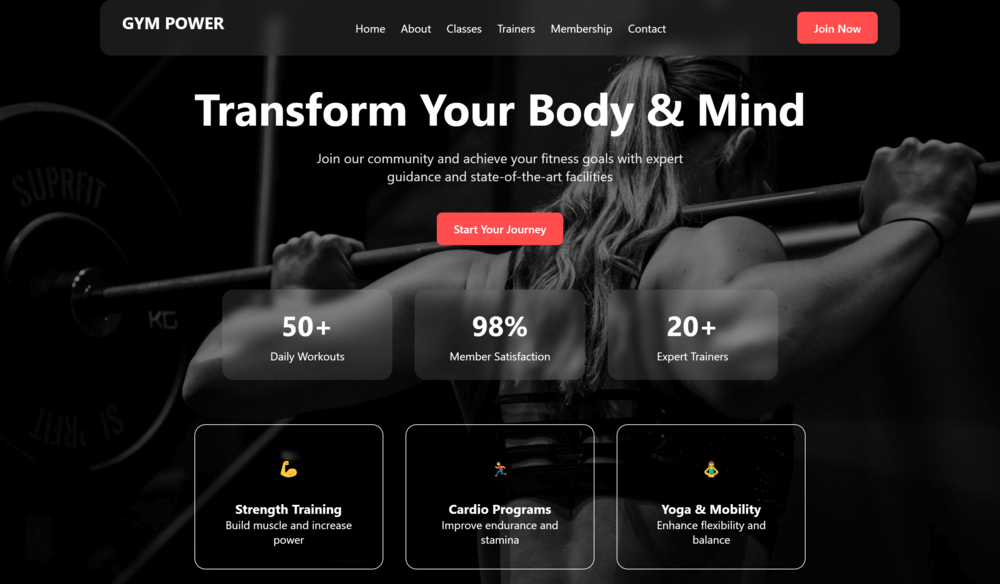 GYM POWER
Home About Classes Trainers Membership Contact
Join Now
Transform Your Body & Mind
Join our community and achieve your fitness goals with expert
guidance and state-of-the-art facilities
Start Your Journey
SUPRFIT
KG
SUPRFIT
50+
Daily Workouts
98%
Member Satisfaction
20+
Expert Trainers
Strength Training
Build muscle and increase
power
Cardio Programs
Improve endurance and
stamina
Yoga & Mobility
Enhance flexibility and
balance